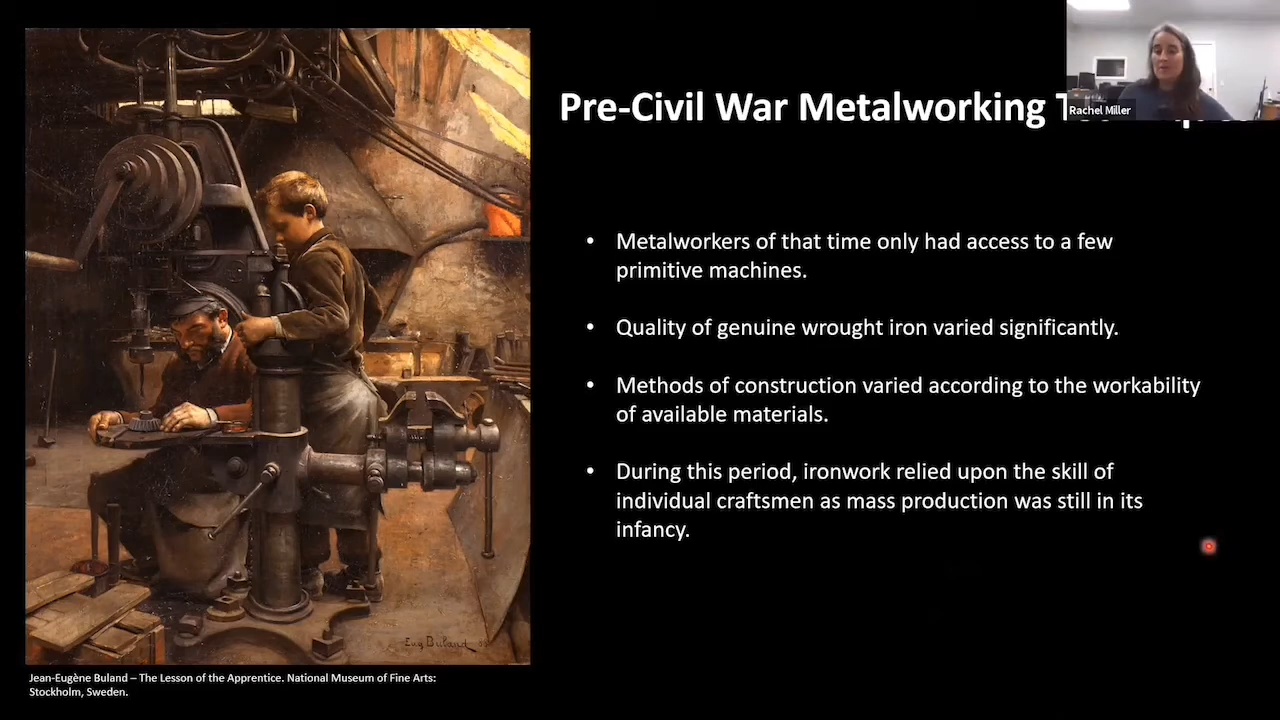 Pre-Civil War Metalworking
Rachel Miller
• Metalworkers of that time only had access to a few
primitive machines.
• Quality of genuine wrought iron varied significantly.
• Methods of construction varied according to the workability
of available materials.
• During this period, ironwork relied upon the skill of
individual craftsmen as mass production was still in its
infancy.
Eug Buland
Jean-Eugène Buland – The Lesson of the Apprentice. National Museum of Fine Arts:
Stockholm, Sweden.